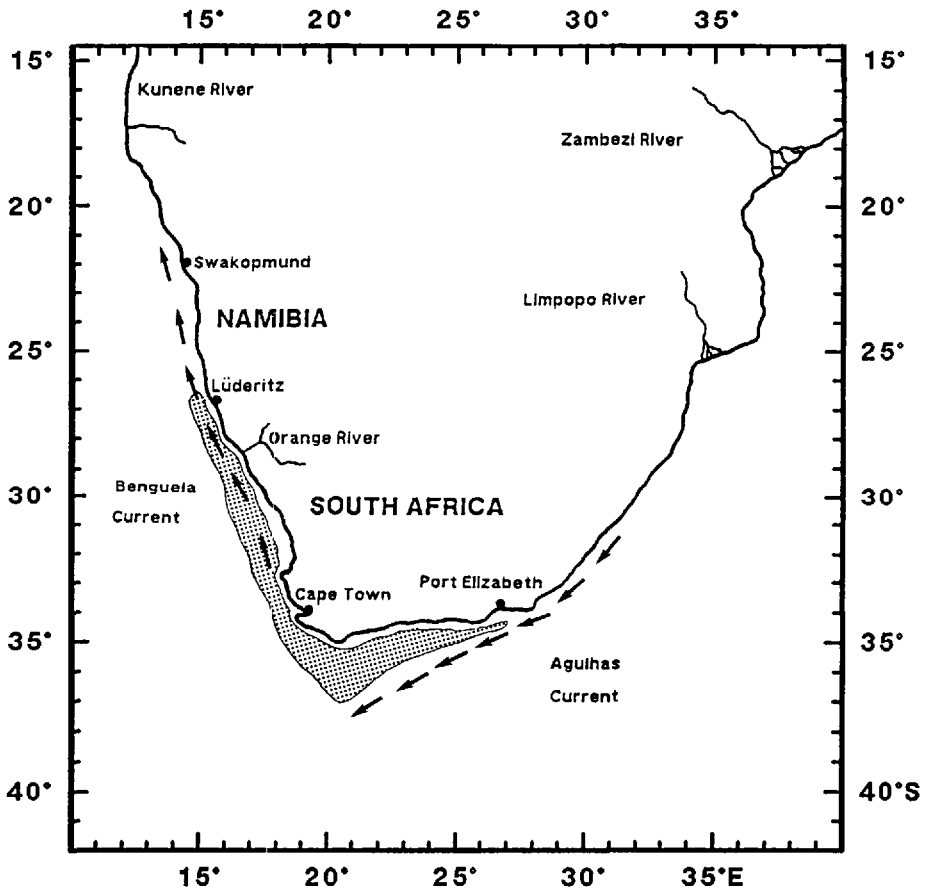 15° 20° 25° 30° 35°
15° 15°
Kunene River
Zambezi River
20° 20°
Swakopmund
Limpopo River
NAMIBIA
25° 25°
Lüderitz
Orange River
Benguela
Current
30° 30°
SOUTH AFRICA
Port Elizabeth
Cape Town
35° 35°
Agulhas
Current
40° 40°S
15° 20° 25° 30° 35°E